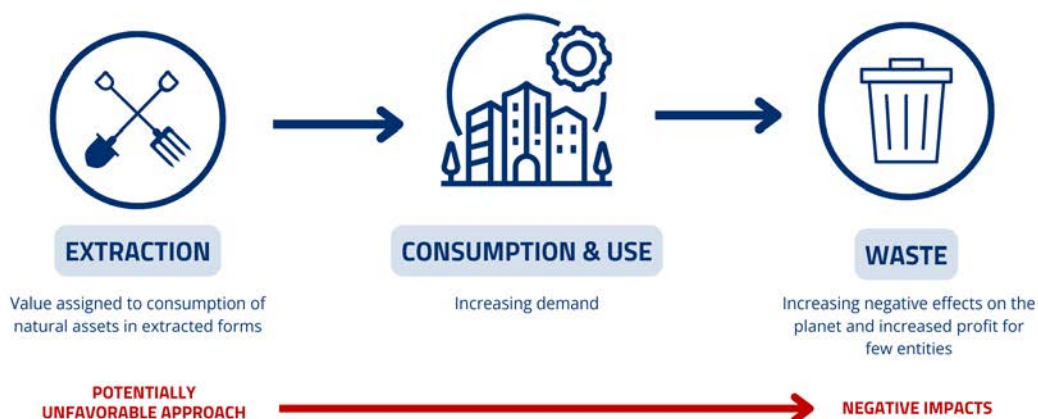 EXTRACTION
Value assigned to consumption of
natural assets in extracted forms
CONSUMPTION & USE
Increasing demand
WASTE
Increasing negative effects on the
planet and increased profit for
few entities
POTENTIALLY
UNFAVORABLE APPROACH
NEGATIVE IMPACTS